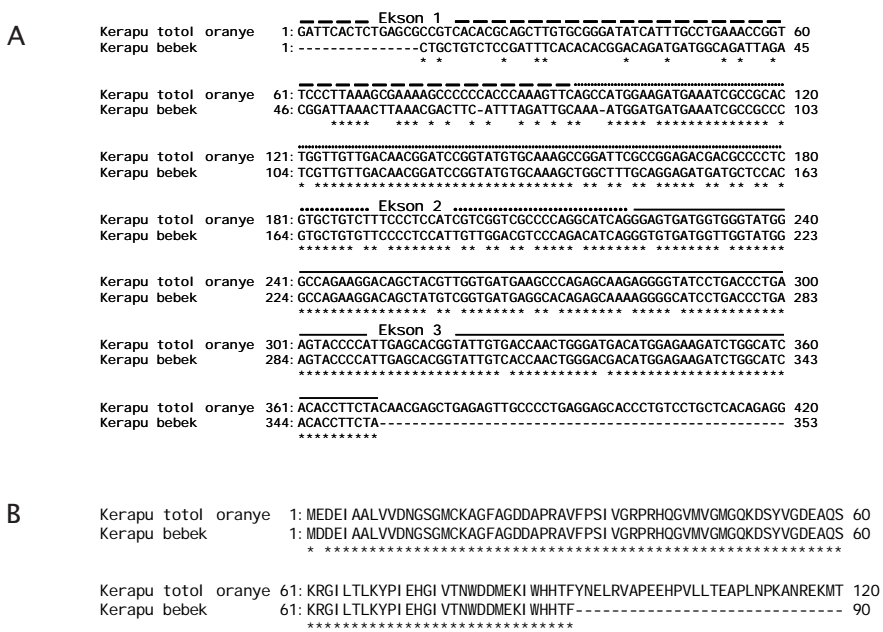 A
Ekson 1
Kerapu totol oranye 1: GATTCACTCTGAGCGCCGTCACACGCAGCTTGTGCGGGATATCATTTGCCTGAAACCGGT 60
Kerapu bebek 1: ---------------CTGCTGTCTCCGATTTCACACACGGACAGATGATGGCAGATTAGA 45
Kerapu totol oranye 61: TCCCTTAAAGCGAAAAGCCCCCCACCCAAAGTTCAGCCATGGAAGATGAAATCGCCGCAC 120
Kerapu bebek 46: CGGATTAAACTTAAACGACTTC-ATTTAGATTGCAAA-ATGGATGATGAAATCGCCGCCC 103
Kerapu totol oranye 121: TGGTTGTTGACAACGGATCCGGTATGTGCAAAGCCGGATTCGCCGGAGACGACGCCCCTC 180
Kerapu bebek 104: TCGTTGTTGACAACGGATCCGGTATGTGCAAAGCTGGCTTTGCAGGAGATGATGCTCCAC 163
Ekson 2
Kerapu totol oranye 181: GTGCTGTCTTTCCCTCCATCGTCGGTCGCCCCAGGCATCAGGGAGTGATGGTGGGTATGG 240
Kerapu bebek 164: GTGCTGTGTTCCCCTCCATTGTTGGACGTCCCAGACATCAGGGTGTGATGGTTGGTATGG 223
Kerapu totol oranye 241: GCCAGAAGGACAGCTACGTTGGTGATGAAGCCCAGAGCAAGAGGGGTATCCTGACCCTGA 300
Kerapu bebek 224: GCCAGAAGGACAGCTATGTCGGTGATGAGGCACAGAGCAAAAGGGGCATCCTGACCCTGA 283
Ekson 3
Kerapu totol oranye 301: AGTACCCCATTGAGCACGGTATTGTGACCAACTGGGATGACATGGAGAAGATCTGGCATC 360
Kerapu bebek 284: AGTACCCCATTGAGCACGGTATTGTCACCAACTGGGACGACATGGAGAAGATCTGGCATC 343
Kerapu totol oranye 361: ACACCTTCTACAACGAGCTGAGAGTTGCCCCTGAGGAGCACCCTGTCCTGCTCACAGAGG 420
Kerapu bebek 344: ACACCTTCTA-------------------------------------------------- 353
B
Kerapu totol oranye 1: MEDEIAALVVDNGSGMCKAGFAGDDAPRAVFPSIVGRPRHQGVMVGMGQKDSYVGDEAQS 60
Kerapu bebek 1: MDDEIAALVVDNGSGMCKAGFAGDDAPRAVFPSIVGRPRHQGVMVGMGQKDSYVGDEAQS 60
Kerapu totol oranye 61: KRGILTLKYPIEHGIVTNWDDMEKIWHHTFYNELRVAPEEHPVLLTEAPLNPKANREKMT 120
Kerapu bebek 61: KRGILTLKYPIEHGIVTNWDDMEKIWHHTF------------------------------ 90